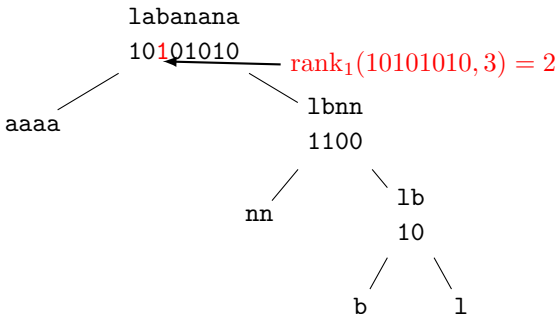 labanana
10101010
rank₁(10101010, 3) = 2
aaaa
lbnn
1100
nn
lb
10
b
l